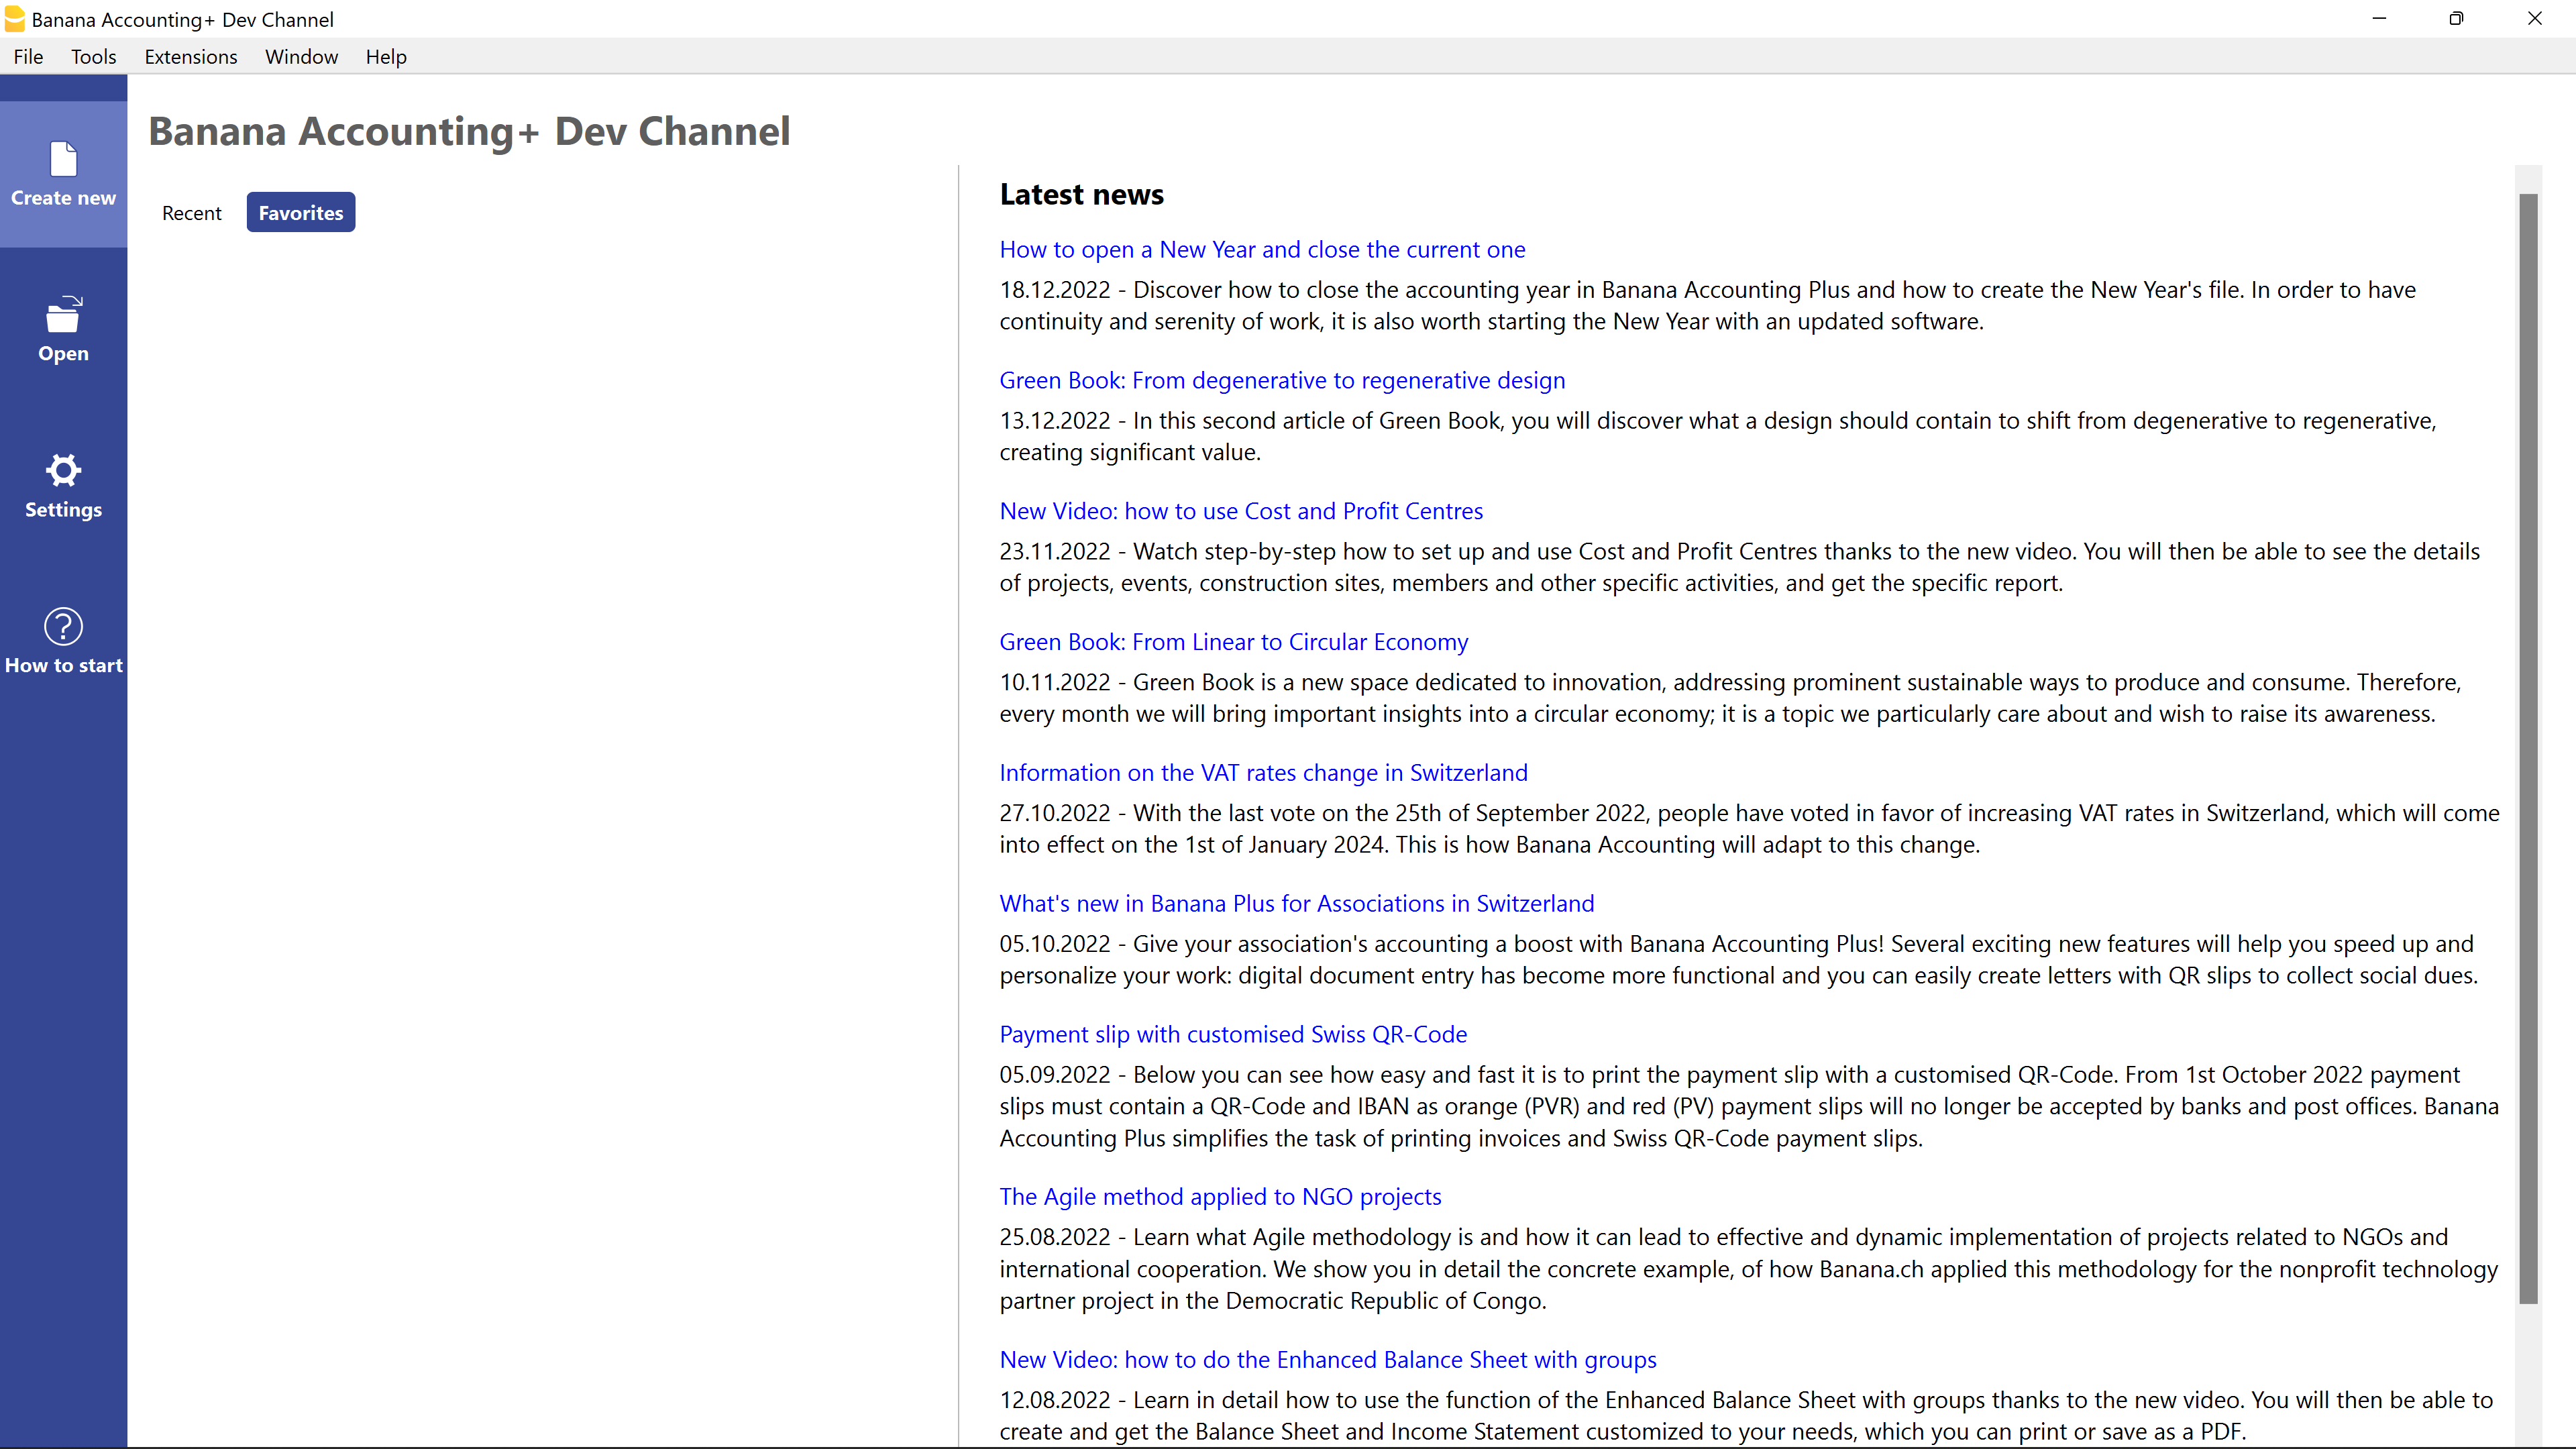 Banana Accounting+ Dev Channel
File Tools Extensions Window Help
Create new
Open
Settings
How to start
Banana Accounting+ Dev Channel
Recent Favorites
Latest news
How to open a New Year and close the current one
18.12.2022 - Discover how to close the accounting year in Banana Accounting Plus and how to create the New Year's file. In order to have
continuity and serenity of work, it is also worth starting the New Year with an updated software.
Green Book: From degenerative to regenerative design
13.12.2022 - In this second article of Green Book, you will discover what a design should contain to shift from degenerative to regenerative,
creating significant value.
New Video: how to use Cost and Profit Centres
23.11.2022 - Watch step-by-step how to set up and use Cost and Profit Centres thanks to the new video. You will then be able to see the details
of projects, events, construction sites, members and other specific activities, and get the specific report.
Green Book: From Linear to Circular Economy
10.11.2022 - Green Book is a new space dedicated to innovation, addressing prominent sustainable ways to produce and consume. Therefore,
every month we will bring important insights into a circular economy; it is a topic we particularly care about and wish to raise its awareness.
Information on the VAT rates change in Switzerland
27.10.2022 - With the last vote on the 25th of September 2022, people have voted in favor of increasing VAT rates in Switzerland, which will come
into effect on the 1st of January 2024. This is how Banana Accounting will adapt to this change.
What's new in Banana Plus for Associations in Switzerland
05.10.2022 - Give your association's accounting a boost with Banana Accounting Plus! Several exciting new features will help you speed up and
personalize your work: digital document entry has become more functional and you can easily create letters with QR slips to collect social dues.
Payment slip with customised Swiss QR-Code
05.09.2022 - Below you can see how easy and fast it is to print the payment slip with a customised QR-Code. From 1st October 2022 payment
slips must contain a QR-Code and IBAN as orange (PVR) and red (PV) payment slips will no longer be accepted by banks and post offices. Banana
Accounting Plus simplifies the task of printing invoices and Swiss QR-Code payment slips.
The Agile method applied to NGO projects
25.08.2022 - Learn what Agile methodology is and how it can lead to effective and dynamic implementation of projects related to NGOs and
international cooperation. We show you in detail the concrete example, of how Banana.ch applied this methodology for the nonprofit technology
partner project in the Democratic Republic of Congo.
New Video: how to do the Enhanced Balance Sheet with groups
12.08.2022 - Learn in detail how to use the function of the Enhanced Balance Sheet with groups thanks to the new video. You will then be able to
create and get the Balance Sheet and Income Statement customized to your needs, which you can print or save as a PDF.